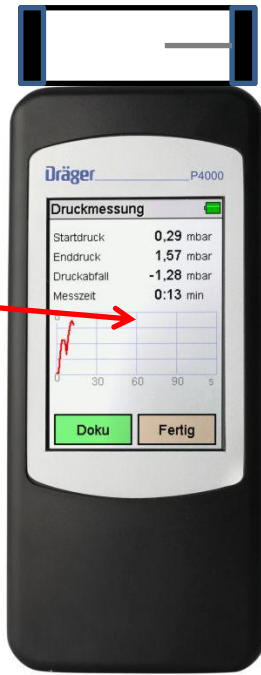 Dräger P4000
Druckmessung
Startdruck 0,29 mbar
Enddruck 1,57 mbar
Druckabfall -1,28 mbar
Messzeit 0:13 min
0 30 60 90 s
Doku Fertig